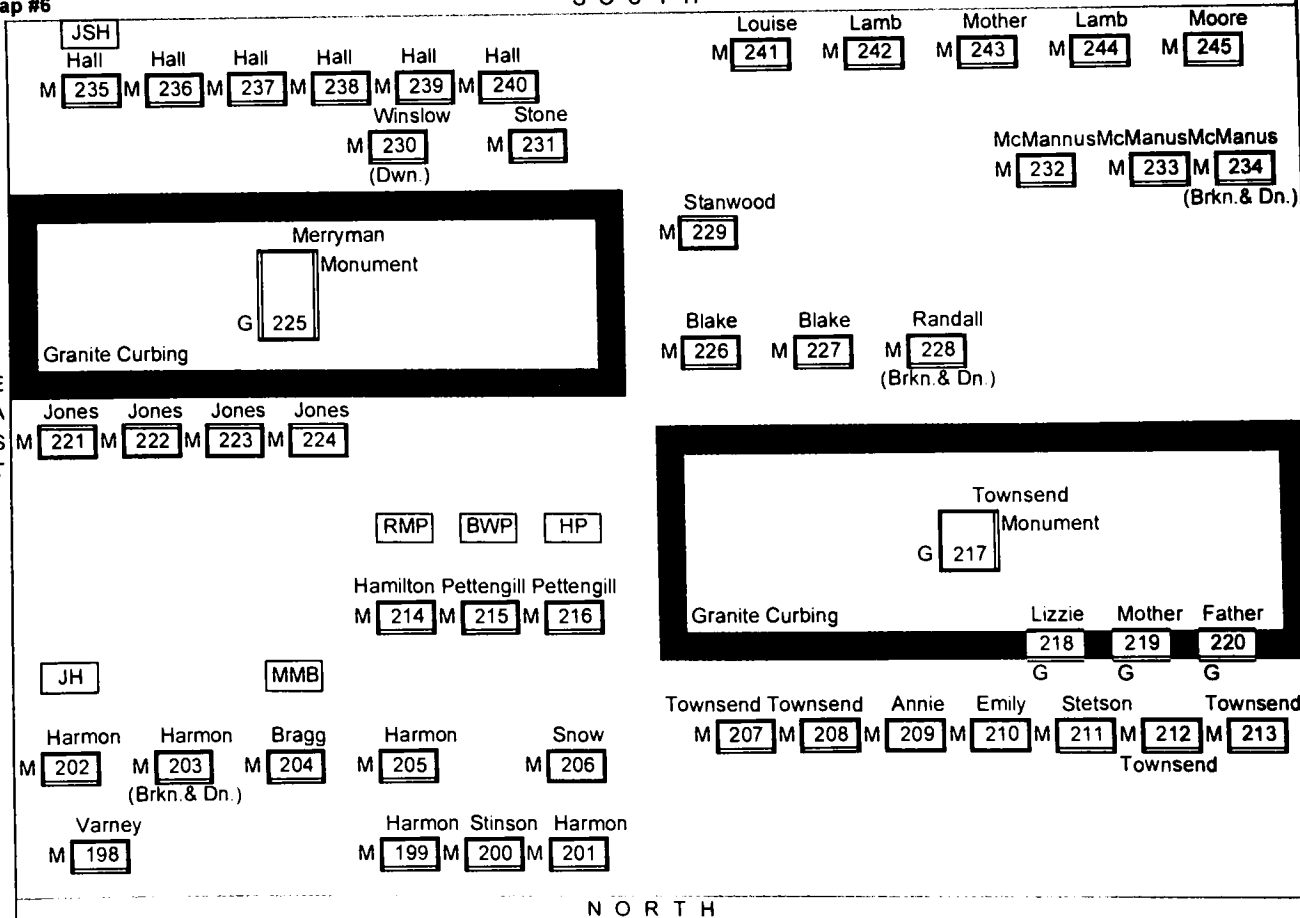 ap #6
JSH
Hall Hall Hall Hall Hall Hall
M 235 M 236 M 237 M 238 M 239 M 240
Louise Lamb Mother Lamb Moore
M 241 M 242 M 243 M 244 M 245
Winslow Stone
M 230 M 231
(Dwn.)
McMannus McManus McManus
M 232 M 233 M 234
(Brkn.& Dn.)
Merryman
Monument
G 225
Granite Curbing
Stanwood
M 229
Blake Blake Randall
M 226 M 227 M 228
(Brkn.& Dn.)
Jones Jones Jones Jones
M 221 M 222 M 223 M 224
RMP BWP HP
Hamilton Pettengill Pettengill
M 214 M 215 M 216
Townsend
Monument
G 217
Granite Curbing
Lizzie Mother Father
218 219 220
G G G
JH MMB
Harmon Harmon Bragg Harmon Snow
M 202 M 203 M 204 M 205 M 206
(Brkn.& Dn.)
Townsend Townsend Annie Emily Stetson Townsend
M 207 M 208 M 209 M 210 M 211 M 212 M 213
Townsend
Varney Harmon Stinson Harmon
M 198 M 199 M 200 M 201
N O R T H